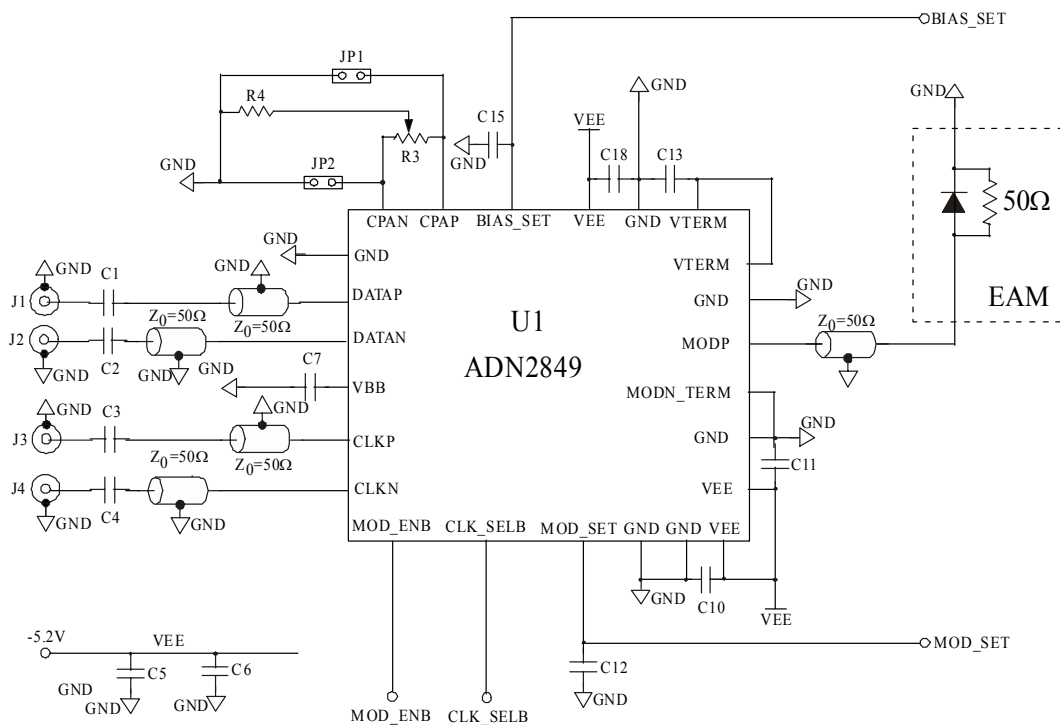 BIAS_SET
JP1
GND
R4
C15
VEE
GND
R3
C18
C13
GND
JP2
GND
CPAN
CPAP
BIAS_SET
VEE
GND
VTERM
50Ω
GND
GND
GND
VTERM
GND
C1
GND
EAM
J1
DATAP
GND
Z0=50Ω
Z0=50Ω
U1
Z0=50Ω
J2
DATAN
ADN2849
MODP
GND
C2
GND
GND
C7
VBB
MODN_TERM
GND
C3
GND
J3
CLKP
GND
GND
Z0=50Ω
Z0=50Ω
C11
J4
CLKN
VEE
GND
C4
GND
MOD_ENB
CLK_SELB
MOD_SET
GND
GND
VEE
GND
C10
VEE
-5.2V
VEE
MOD_SET
C5
C6
C12
GND
GND
GND
GND
MOD_ENB
CLK_SELB